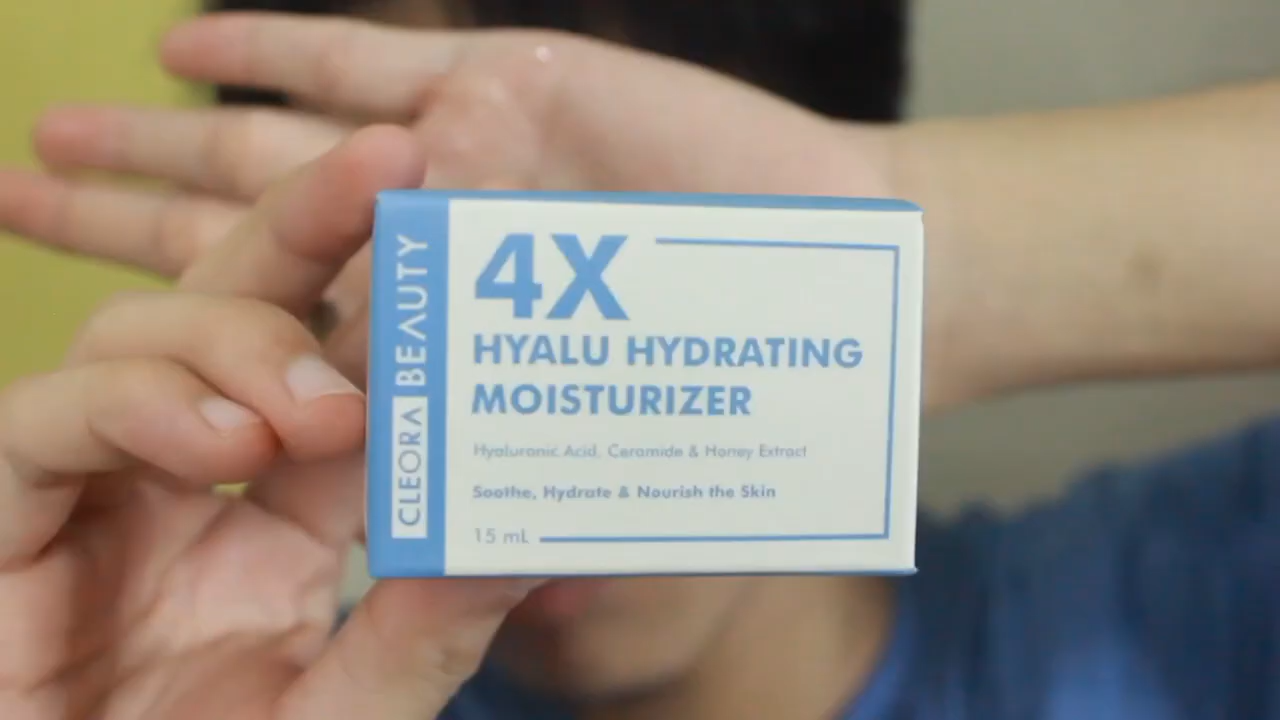 CLEORA BEAUTY
4X
HYALU HYDRATING
MOISTURIZER
Hyaluronic Acid, Ceramide & Honey Extract
Soothe, Hydrate & Nourish the Skin
15 mL